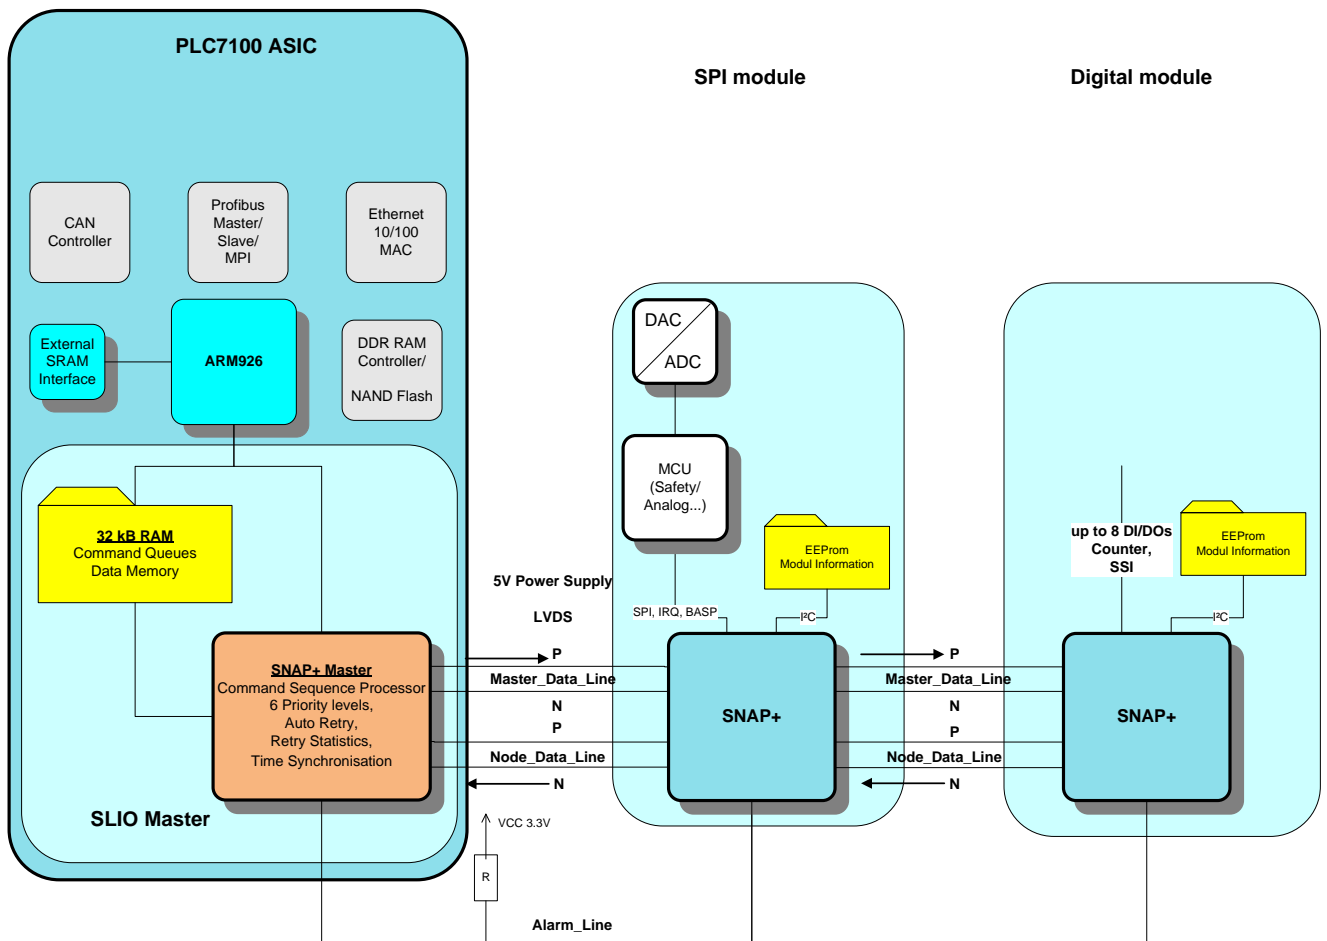 PLC7100 ASIC
SPI module
Digital module
CAN
Controller
Profibus
Master/
Slave/
MPI
Ethernet
10/100
MAC
External
SRAM
Interface
ARM926
DDR RAM
Controller/
NAND Flash
DAC
ADC
MCU
(Safety/
Analog...)
32 kB RAM
Command Queues
Data Memory
EEProm
Modul Information
up to 8 DI/DOs
Counter,
SSI
EEProm
Modul Information
5V Power Supply
LVDS
SPI, IRQ, BASP
I²C
I²C
SNAP+ Master
Command Sequence Processor
6 Priority levels,
Auto Retry,
Retry Statistics,
Time Synchronisation
P
Master_Data_Line
N
P
Node_Data_Line
N
SNAP+
P
Master_Data_Line
N
P
Node_Data_Line
N
SNAP+
SLIO Master
VCC 3.3V
R
Alarm_Line